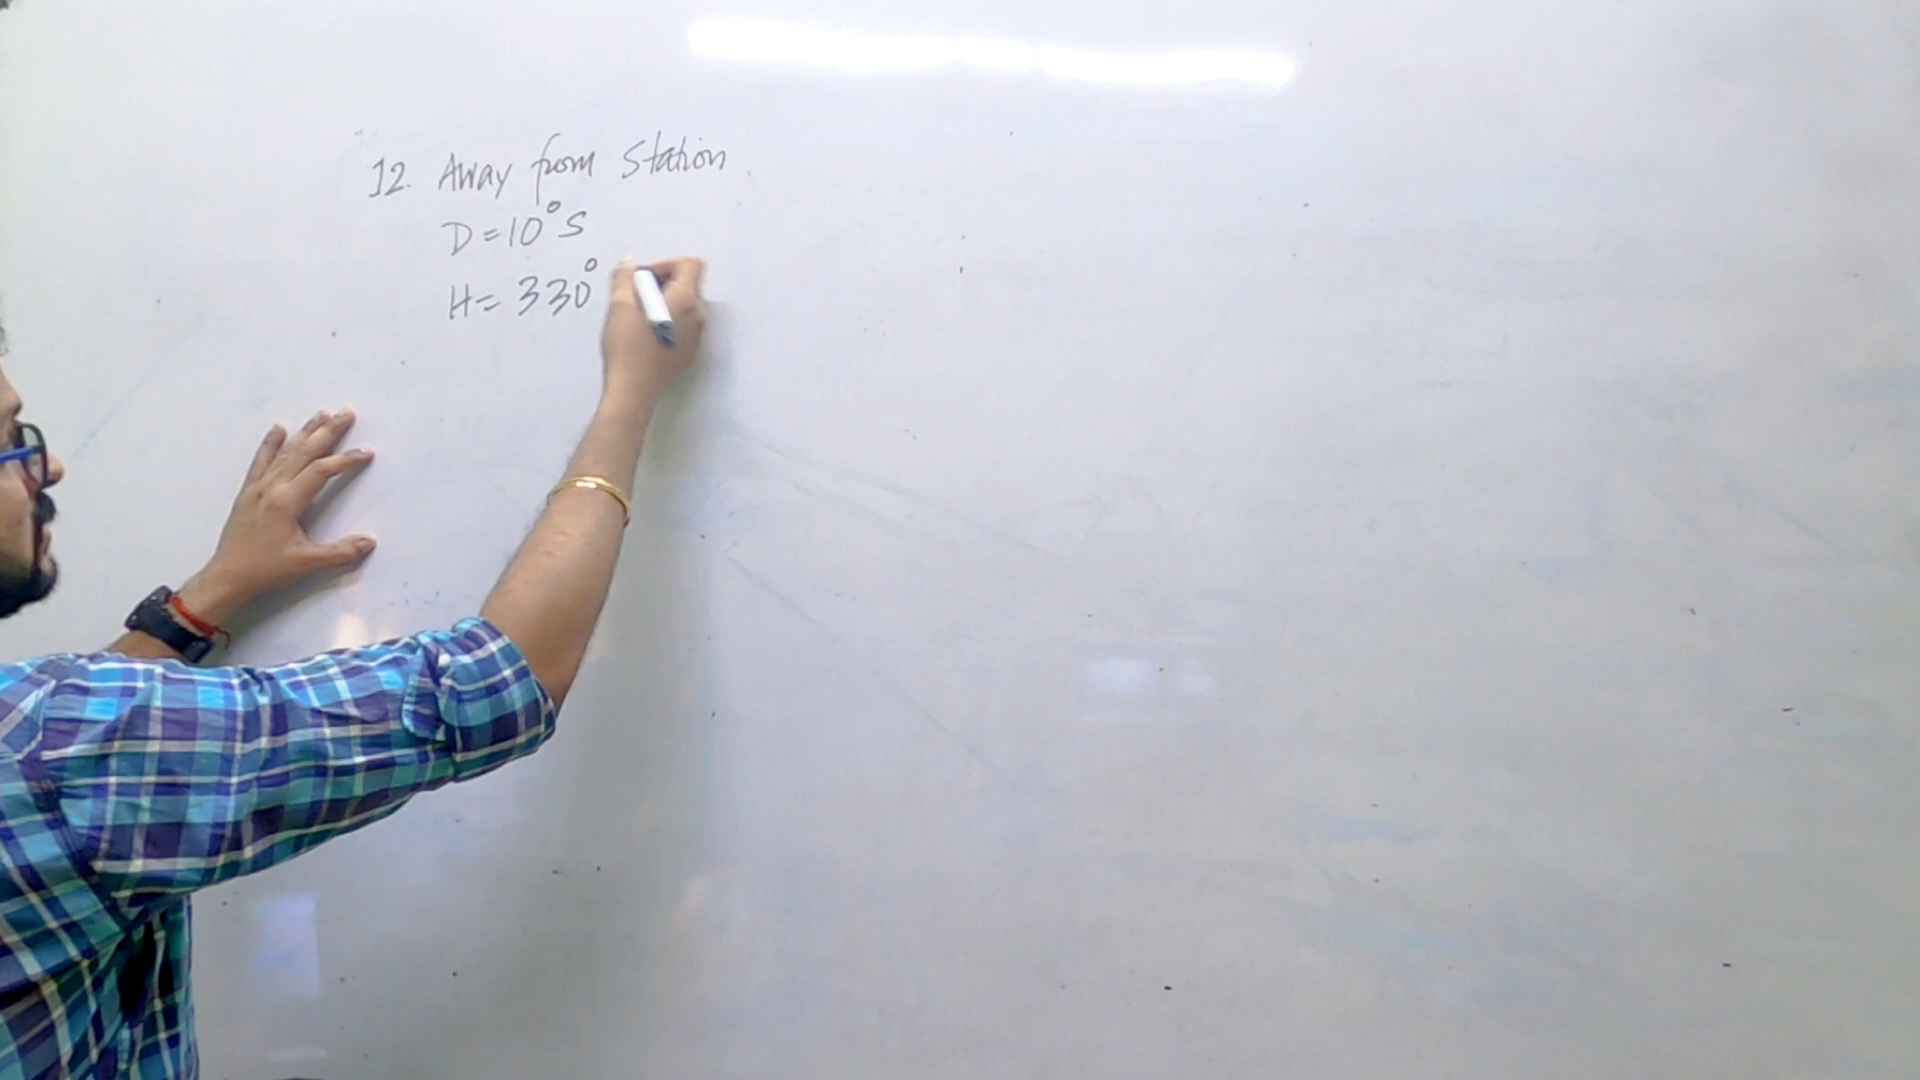 12. Away from Station
D = 10° S
H = 330°